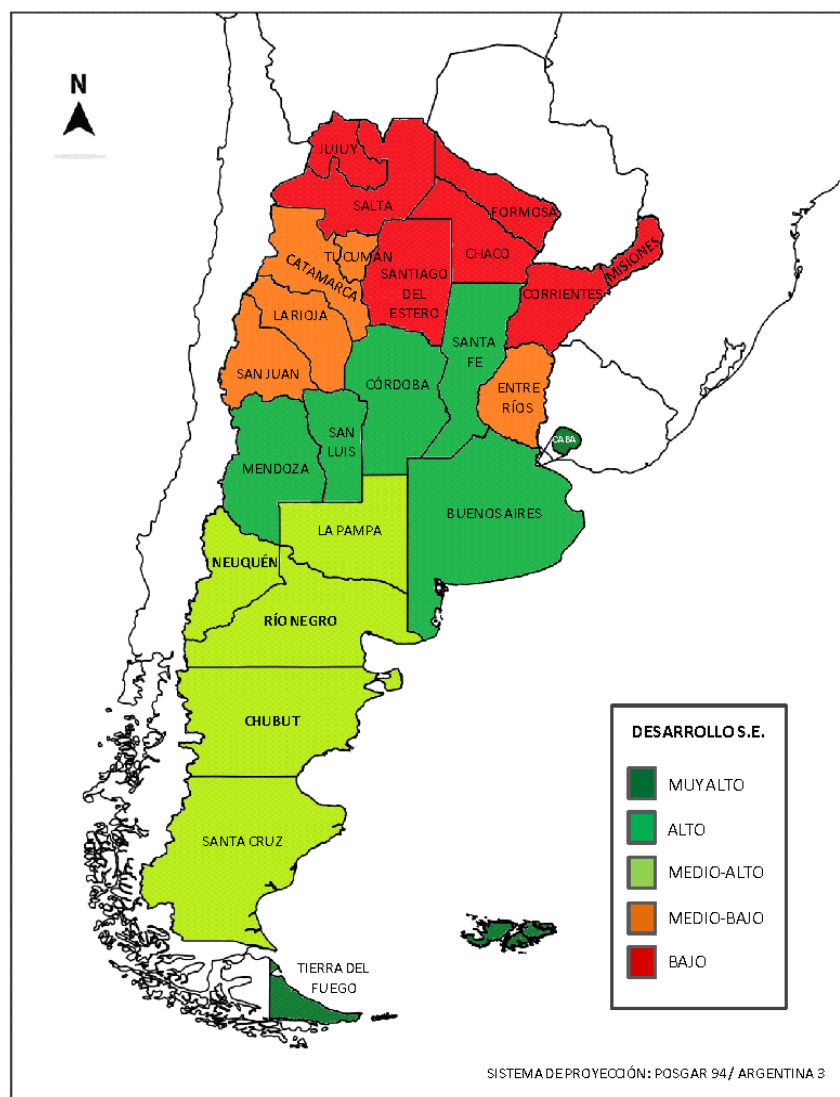 N
JUJUY
SALTA
FORMOSA
CHACO
MISIONES
TUCUMÁN
CATAMARCA
SANTIAGO
DEL
ESTERO
CORRIENTES
LA RIOJA
SANTA
FE
SAN JUAN
CÓRDOBA
ENTRE
RÍOS
SAN
LUIS
CABA
MENDOZA
BUENOS AIRES
LA PAMPA
NEUQUÉN
RÍO NEGRO
CHUBUT
SANTA CRUZ
TIERRA DEL
FUEGO
DESARROLLO S.E.
MUY ALTO
ALTO
MEDIO-ALTO
MEDIO-BAJO
BAJO
SISTEMA DE PROYECCIÓN: POSGAR 94/ ARGENTINA 3